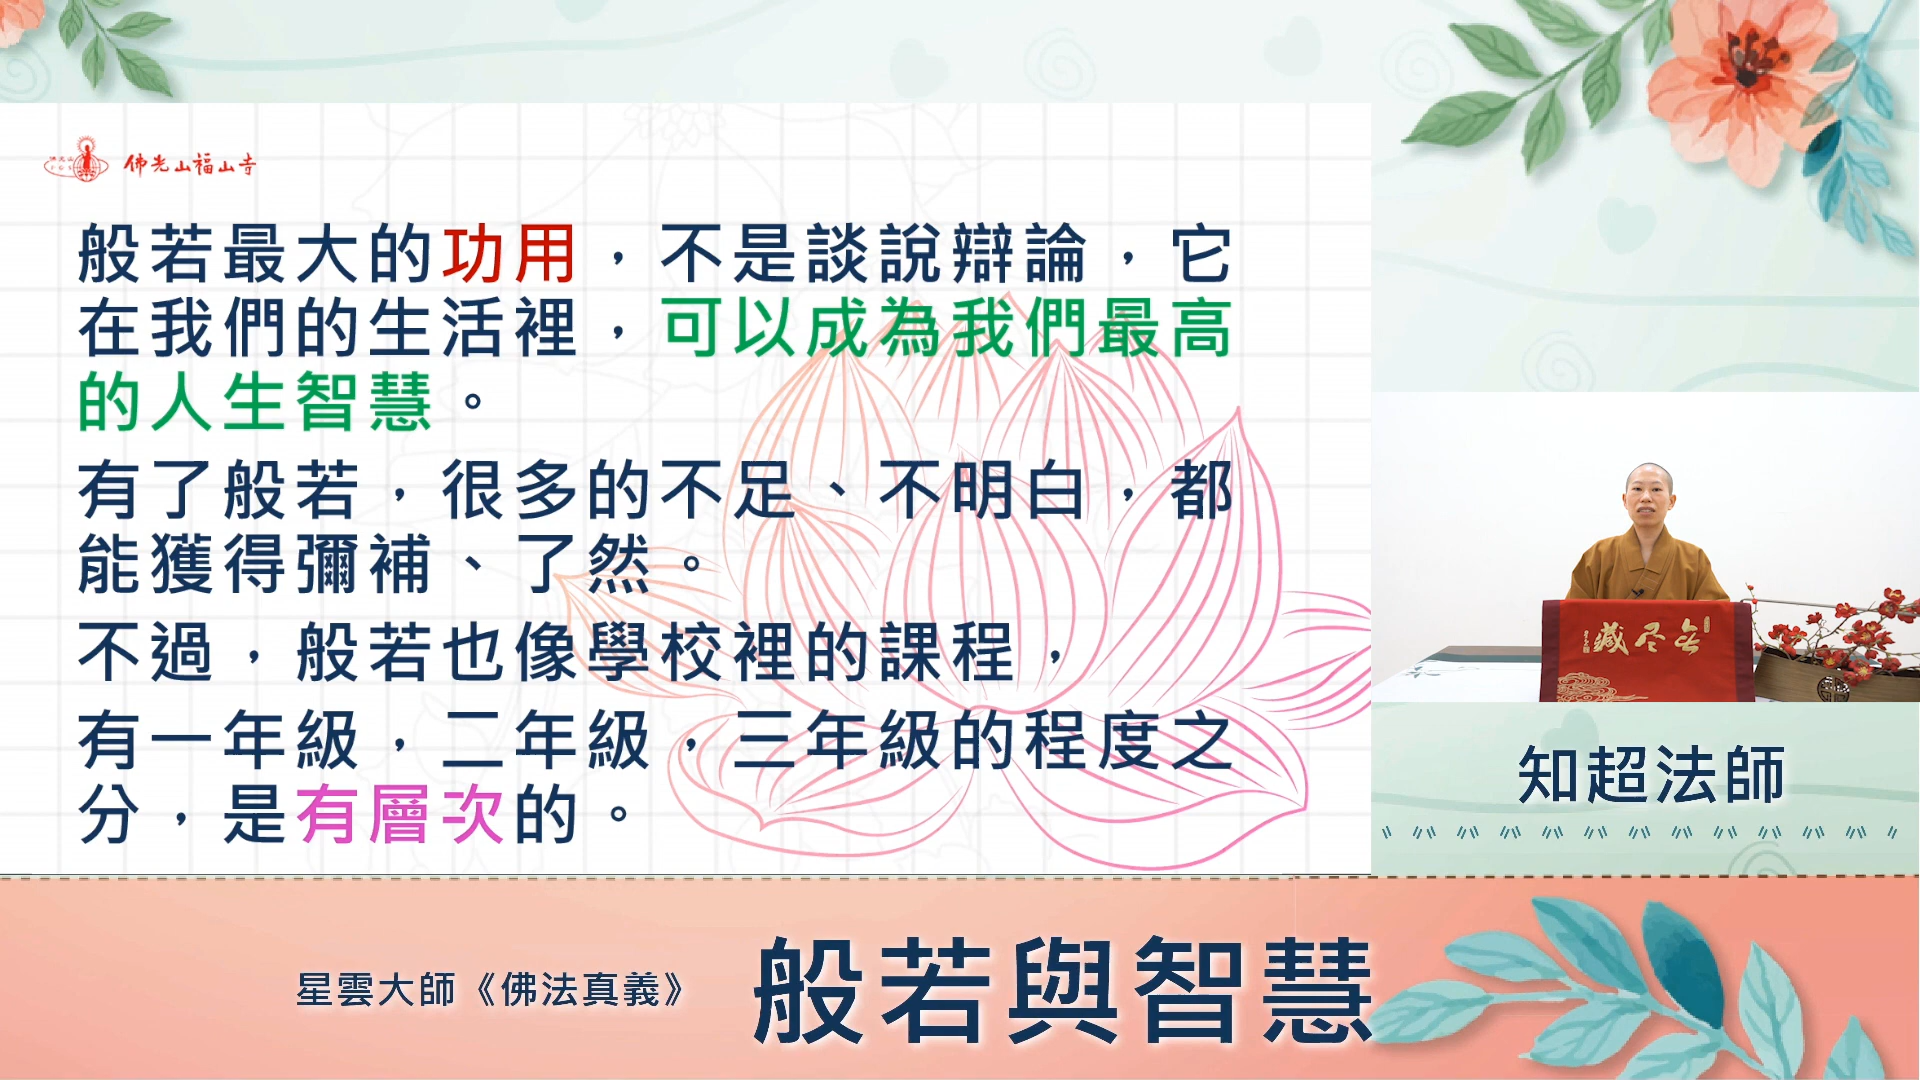 佛光山福山寺
般若最大的功用，不是談說辯論，它
在我們的生活裡，可以成為我們最高
的人生智慧。
有了般若，很多的不足、不明白，都
能獲得彌補、了然。
不過，般若也像學校裡的課程，
有一年級，二年級，三年級的程度之
分，是有層次的。
藏尽無
知超法師
星雲大師《佛法真義》
般若與智慧